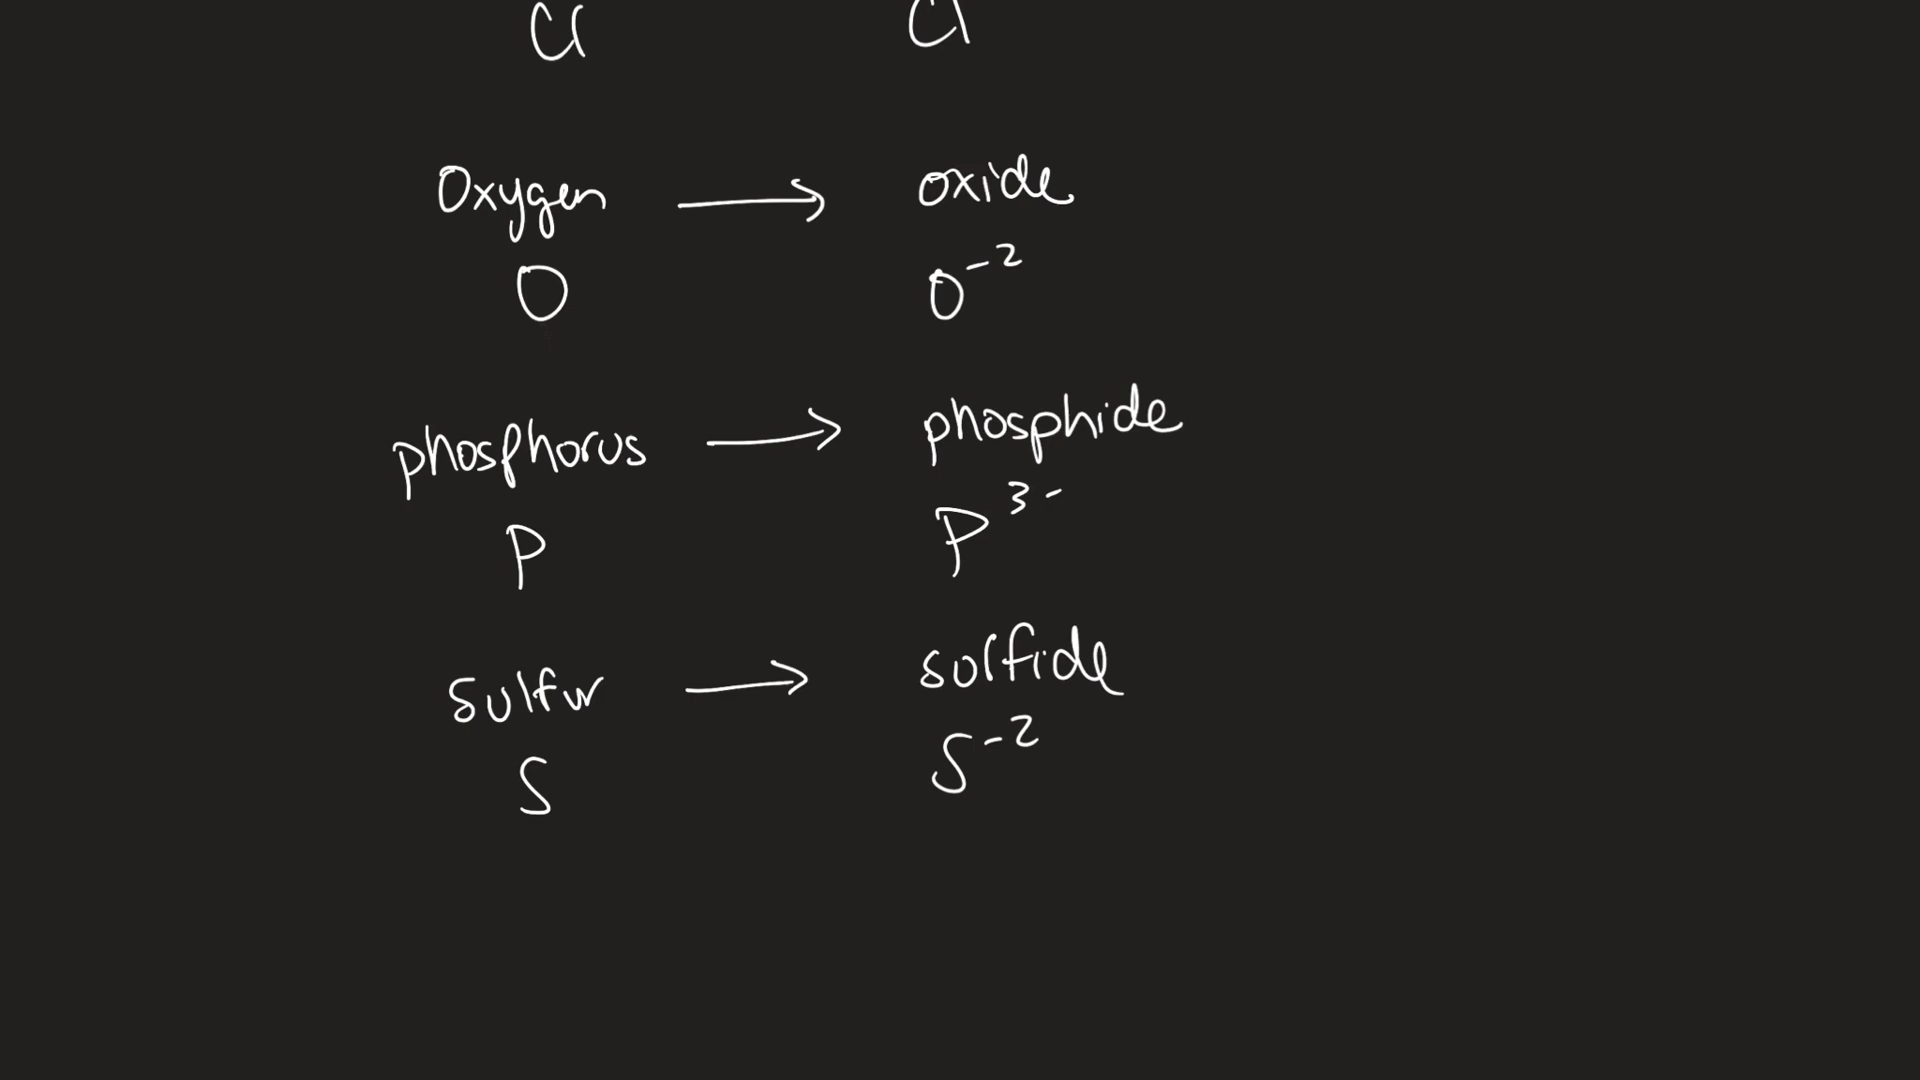 Cl Cl
Oxygen → oxide
O O⁻²
phosphorus → phosphide
P P³⁻
sulfur → sulfide
S S⁻²